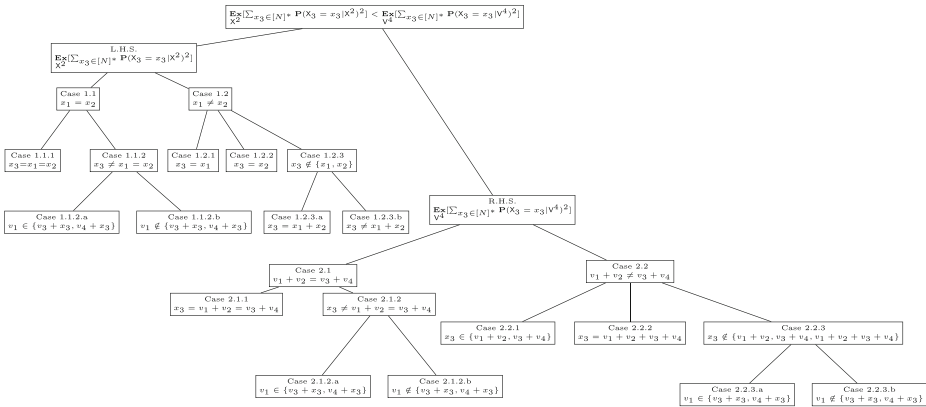 Ex_{X²}[∑_{x₃∈[N]*} P(X₃ = x₃|X²)²] < Ex_{V⁴}[∑_{x₃∈[N]*} P(X₃ = x₃|V⁴)²]
L.H.S.
Ex_{X²}[∑_{x₃∈[N]*} P(X₃ = x₃|X²)²]
Case 1.1
x₁ = x₂
Case 1.2
x₁ ≠ x₂
Case 1.1.1
x₃=x₁=x₂
Case 1.1.2
x₃ ≠ x₁ = x₂
Case 1.2.1
x₃ = x₁
Case 1.2.2
x₃ = x₂
Case 1.2.3
x₃ ∉ {x₁, x₂}
Case 1.1.2.a
v₁ ∈ {v₃ + x₃, v₄ + x₃}
Case 1.1.2.b
v₁ ∉ {v₃ + x₃, v₄ + x₃}
Case 1.2.3.a
x₃ = x₁ + x₂
Case 1.2.3.b
x₃ ≠ x₁ + x₂
R.H.S.
Ex_{V⁴}[∑_{x₃∈[N]*} P(X₃ = x₃|V⁴)²]
Case 2.1
v₁ + v₂ = v₃ + v₄
Case 2.2
v₁ + v₂ ≠ v₃ + v₄
Case 2.1.1
x₃ = v₁ + v₂ = v₃ + v₄
Case 2.1.2
x₃ ≠ v₁ + v₂ = v₃ + v₄
Case 2.2.1
x₃ ∈ {v₁ + v₂, v₃ + v₄}
Case 2.2.2
x₃ = v₁ + v₂ + v₃ + v₄
Case 2.2.3
x₃ ∉ {v₁ + v₂, v₃ + v₄, v₁ + v₂ + v₃ + v₄}
Case 2.1.2.a
v₁ ∈ {v₃ + x₃, v₄ + x₃}
Case 2.1.2.b
v₁ ∉ {v₃ + x₃, v₄ + x₃}
Case 2.2.3.a
v₁ ∈ {v₃ + x₃, v₄ + x₃}
Case 2.2.3.b
v₁ ∉ {v₃ + x₃, v₄ + x₃}